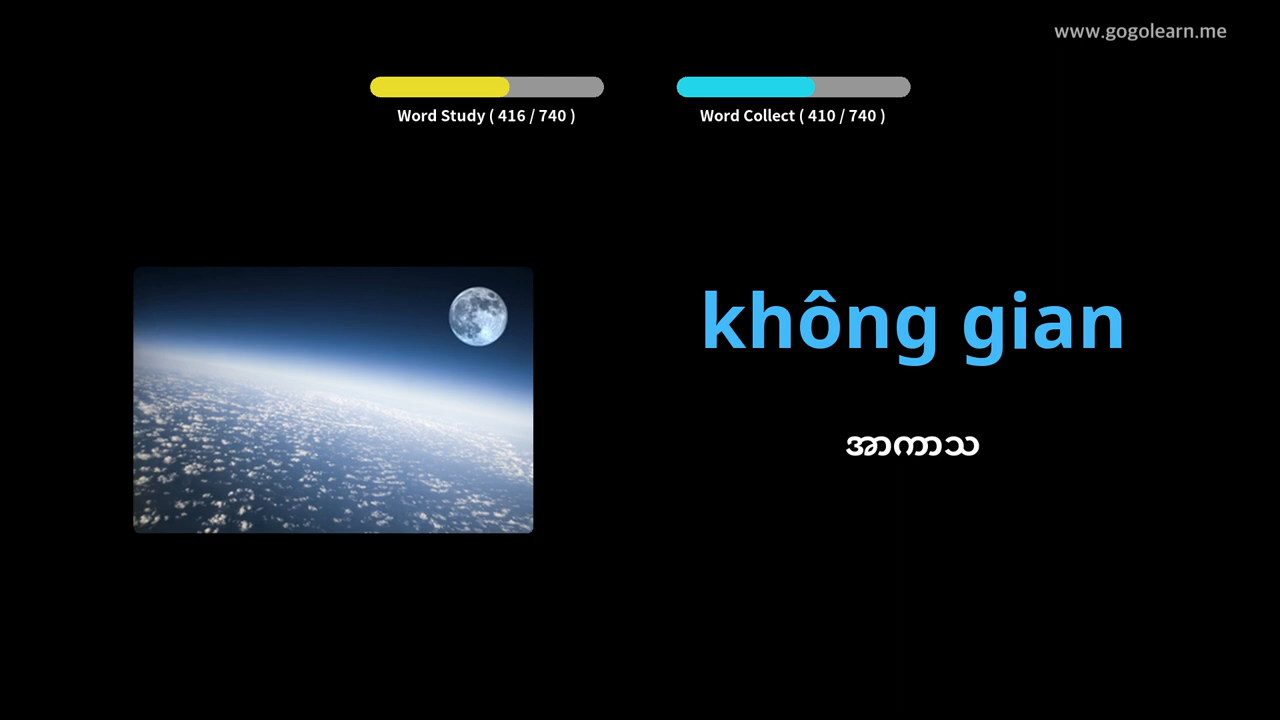 www.gogolearn.me
Word Study ( 416 / 740 )
Word Collect ( 410 / 740 )
không gian
အာကာသ